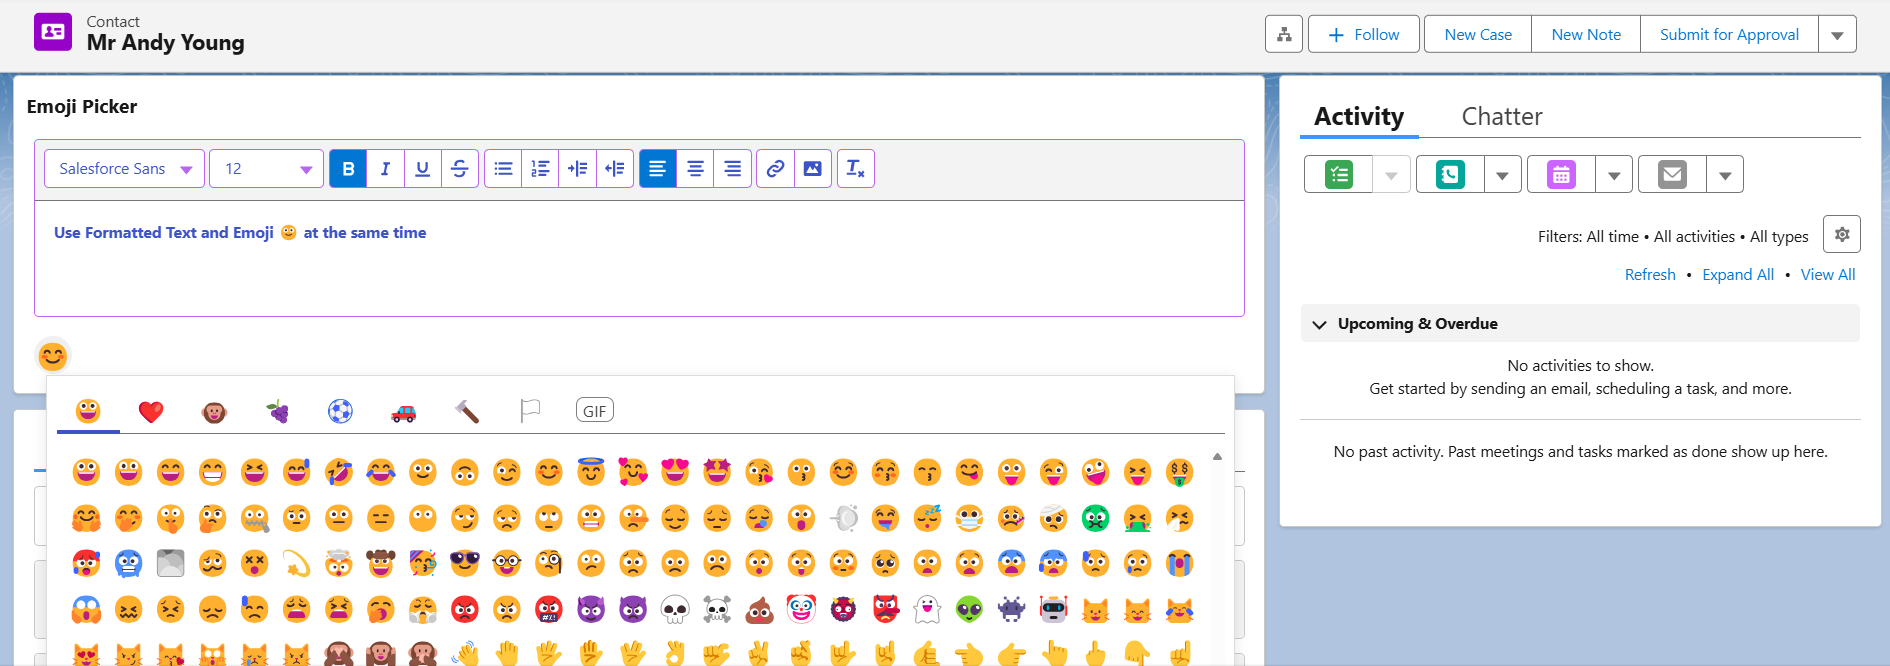 Contact
Mr Andy Young
Follow
New Case
New Note
Submit for Approval
Emoji Picker
Salesforce Sans
12
B I U S
Use Formatted Text and Emoji 😀 at the same time
GIF
Activity
Chatter
Filters: All time • All activities • All types
Refresh • Expand All • View All
Upcoming & Overdue
No activities to show.
Get started by sending an email, scheduling a task, and more.
No past activity. Past meetings and tasks marked as done show up here.